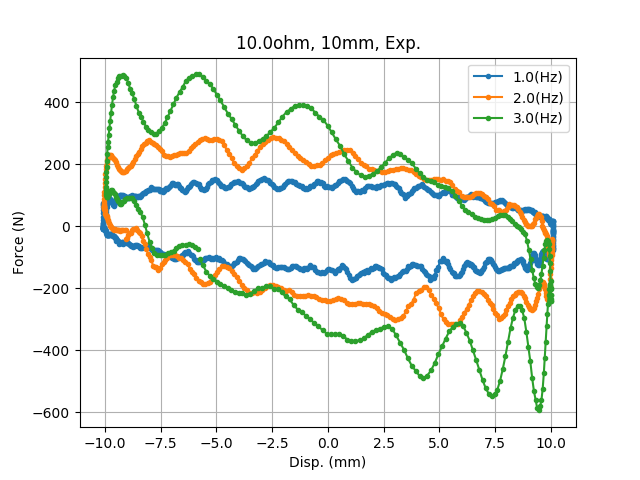 10.0ohm, 10mm, Exp.
1.0(Hz)
2.0(Hz)
3.0(Hz)
Force (N)
400
200
0
−200
−400
−600
−10.0 −7.5 −5.0 −2.5 0.0 2.5 5.0 7.5 10.0
Disp. (mm)